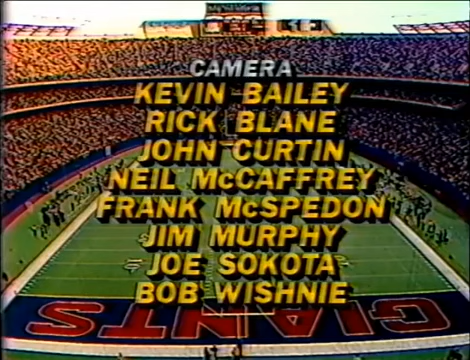 CAMERA
KEVIN BAILEY
RICK BLANE
JOHN CURTIN
NEIL McCAFFREY
FRANK McSPEDON
JIM MURPHY
JOE SOKOTA
BOB WISHNIE
GIANTS